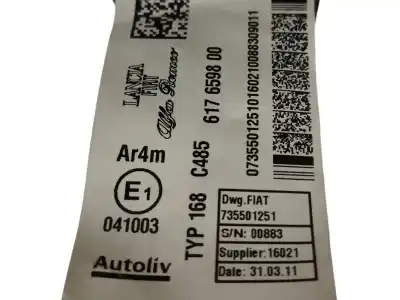 LANCIA
FIAT
Alfa Romeo
Ar4m
E1
041003
Autoliv
TYP 168 C485 617 6598 00
07355012510160210088309011
Dwg.FIAT
735501251
S/N: 00883
Supplier:16021
Date: 31.03.11